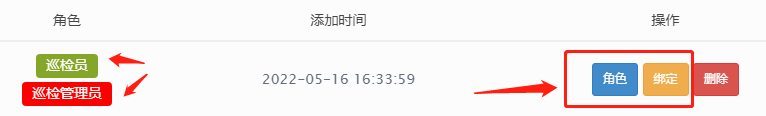 角色 添加时间 操作
巡检员
巡检管理员
2022-05-16 16:33:59
角色 绑定 删除